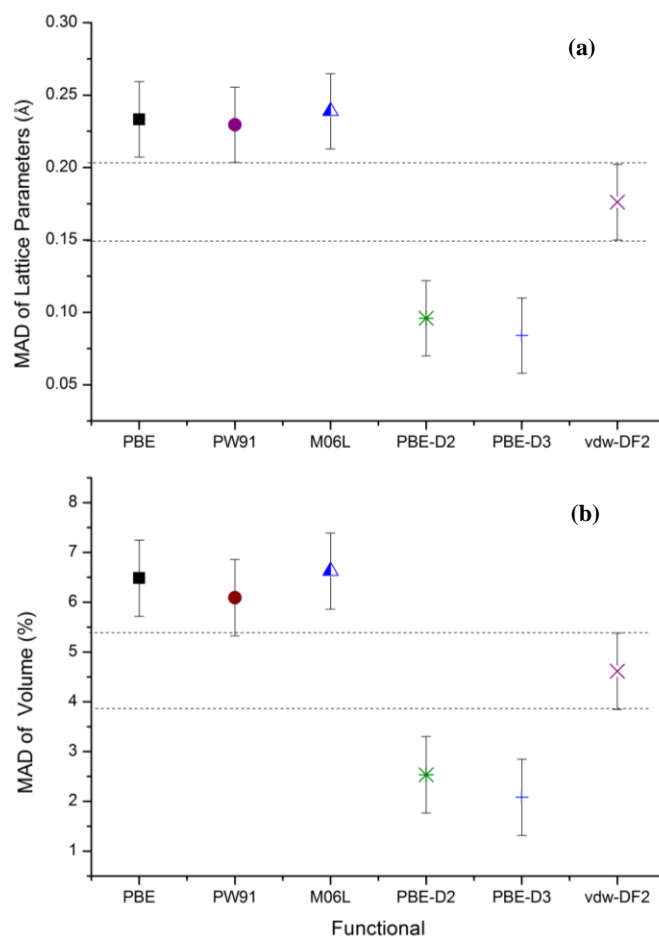 (a)
MAD of Lattice Parameters (Å)
0.30
0.25
0.20
0.15
0.10
0.05
PBE PW91 M06L PBE-D2 PBE-D3 vdw-DF2
(b)
MAD of Volume (%)
8
7
6
5
4
3
2
1
PBE PW91 M06L PBE-D2 PBE-D3 vdw-DF2
Functional